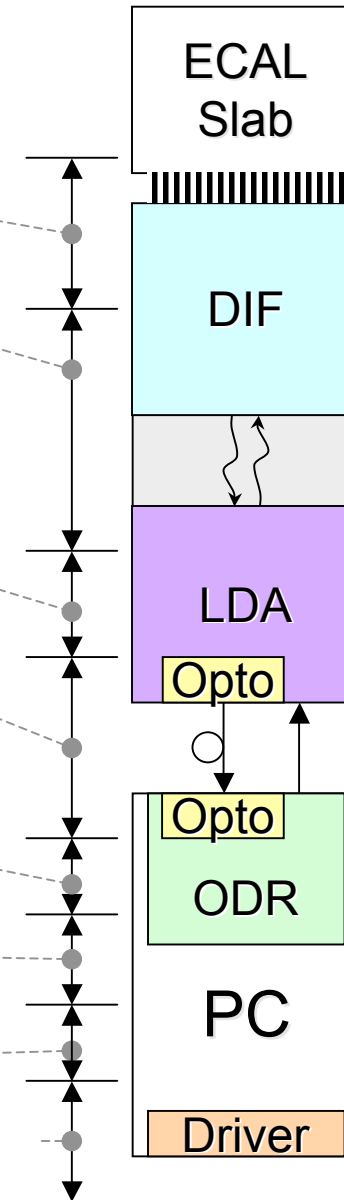 ECAL
Slab
DIF
LDA
Opto
Opto
ODR
PC
Driver